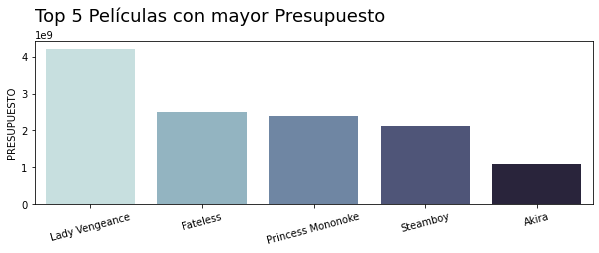 Top 5 Películas con mayor Presupuesto
1e9
4
3
2
1
0
PRESUPUESTO
Lady Vengeance
Fateless
Princess Mononoke
Steamboy
Akira